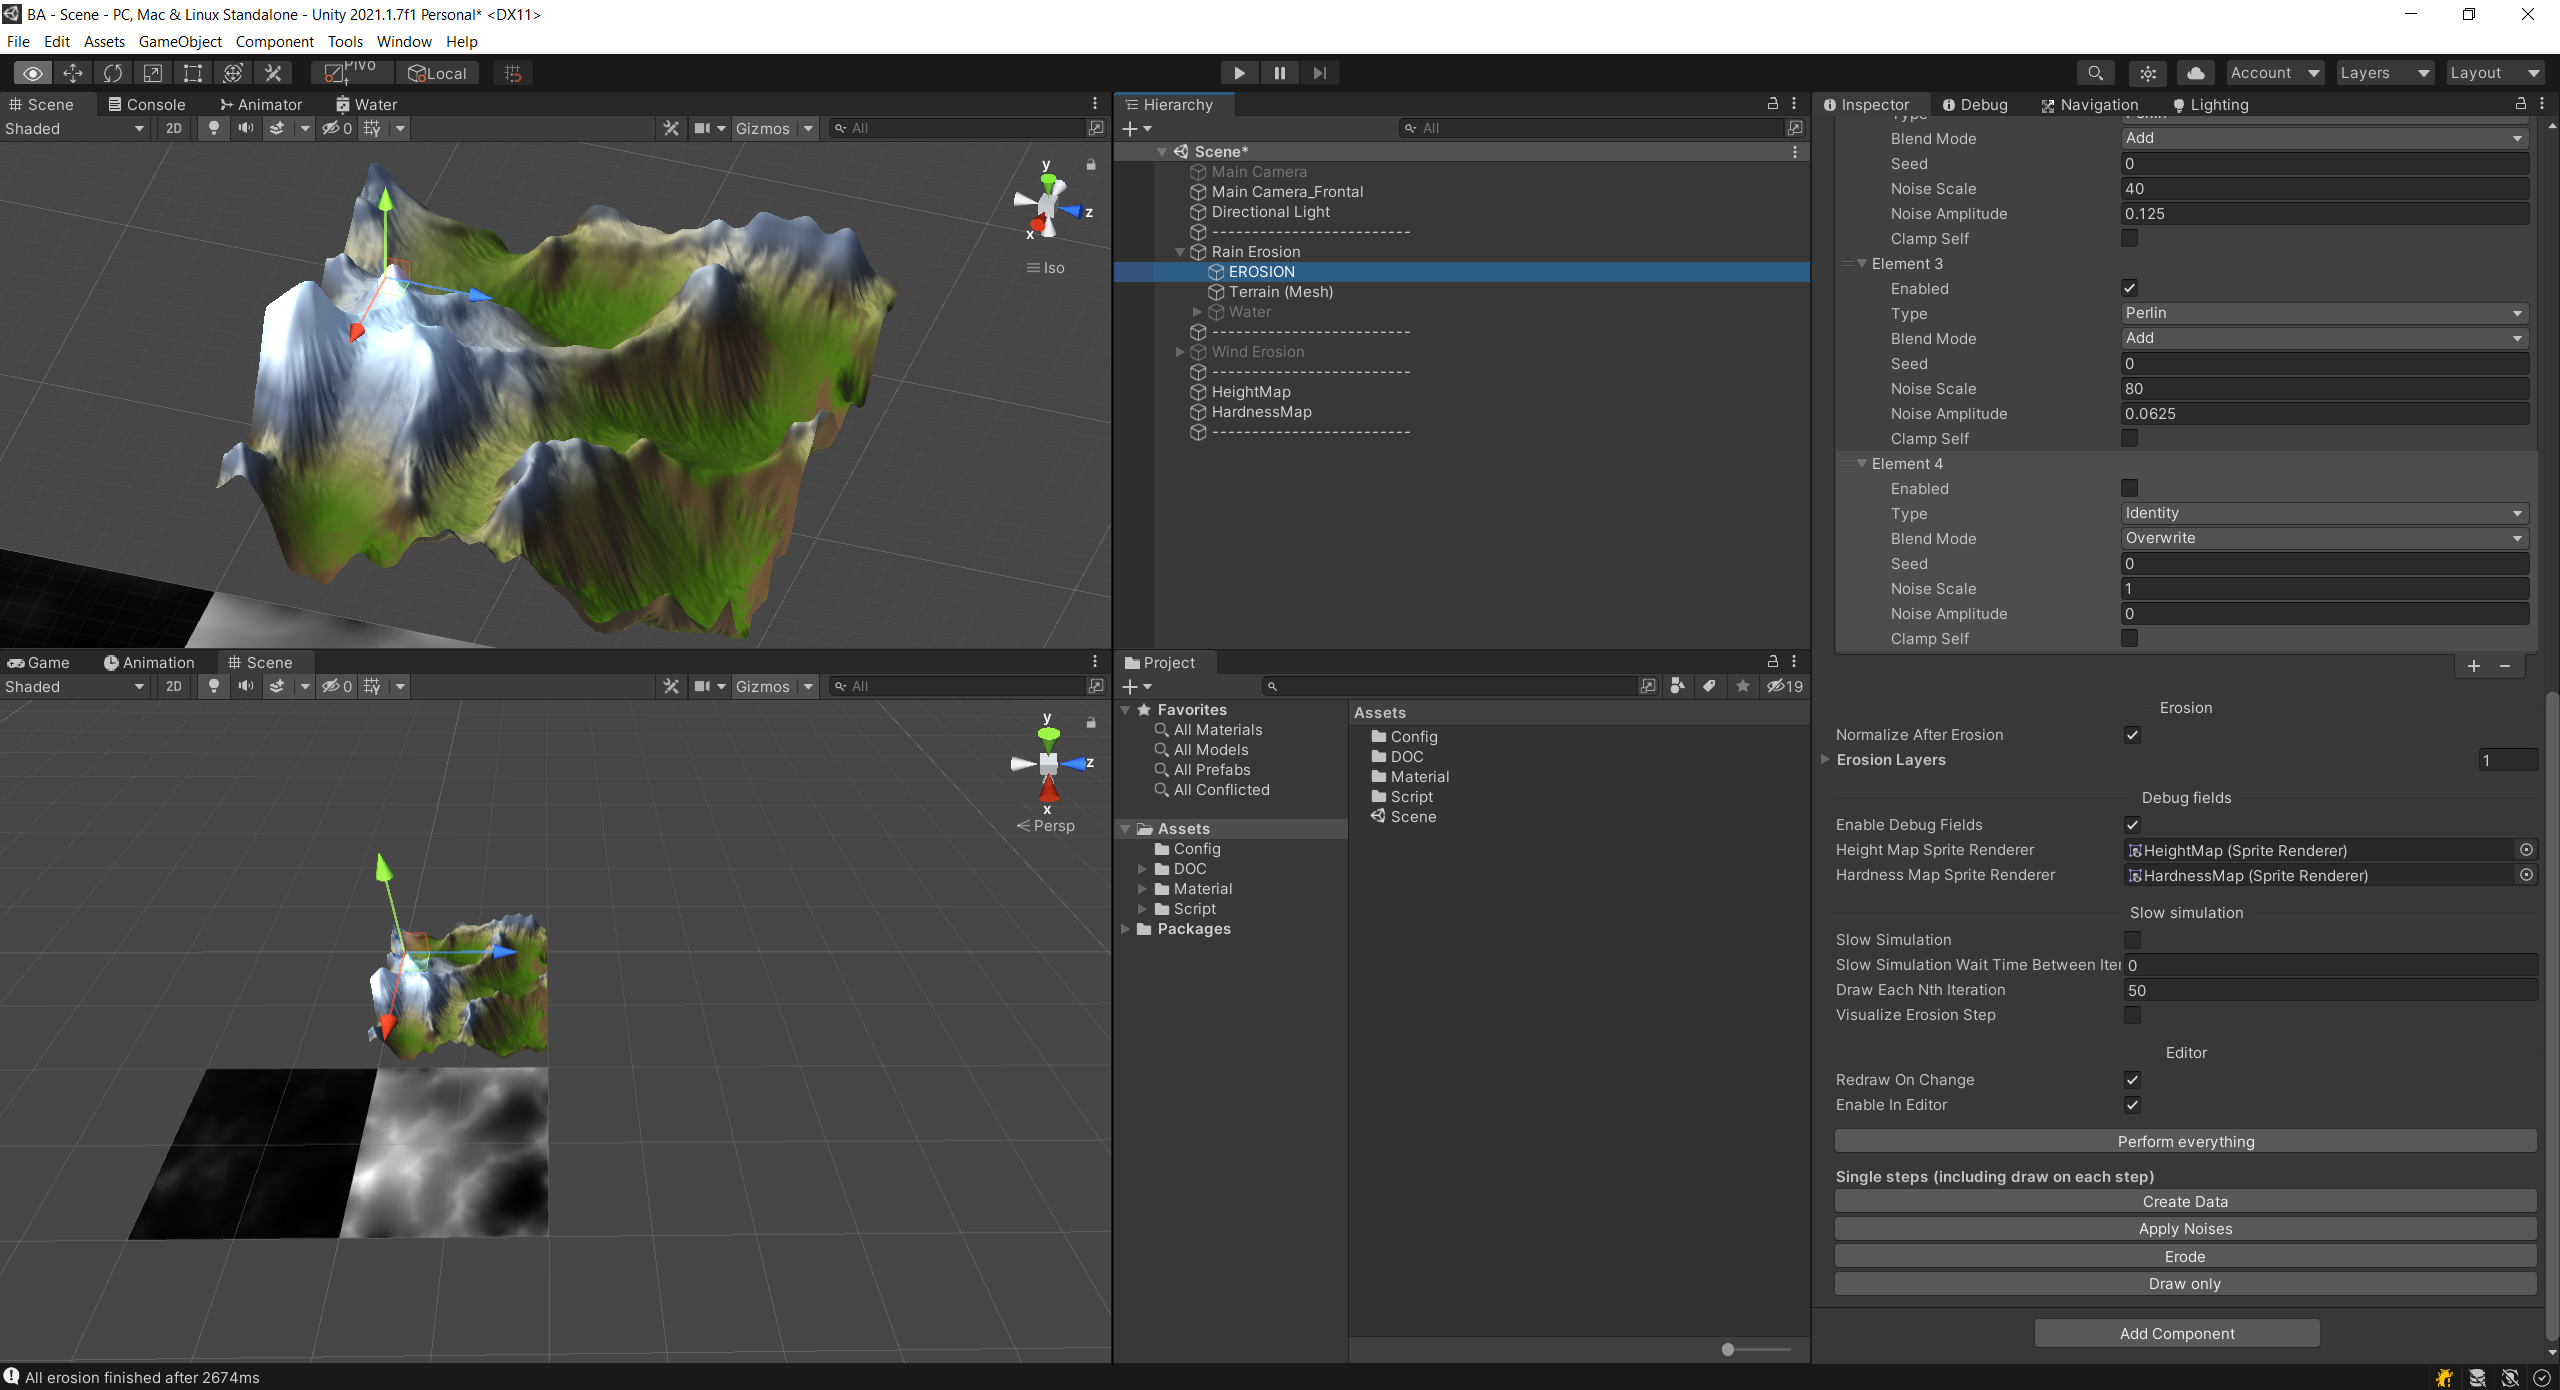 BA - Scene - PC, Mac & Linux Standalone - Unity 2021.1.7f1 Personal* <DX11>
File Edit Assets GameObject Component Tools Window Help
Pivot Local Account Layers Layout
Scene Console Animator Water
Shaded 2D 0 Gizmos All
y
z
x
Iso
Game Animation Scene
Shaded 2D 0 Gizmos All
y
z
x
Persp
Hierarchy
All
Scene*
Main Camera
Main Camera_Frontal
Directional Light
-------------------------
Rain Erosion
EROSION
Terrain (Mesh)
Water
-------------------------
Wind Erosion
-------------------------
HeightMap
HardnessMap
-------------------------
Project
19
Favorites
All Materials
All Models
All Prefabs
All Conflicted
Assets
Config
DOC
Material
Script
Packages
Assets
Config
DOC
Material
Script
Scene
Inspector Debug Navigation Lighting
Type Perlin
Blend Mode Add
Seed 0
Noise Scale 40
Noise Amplitude 0.125
Clamp Self
Element 3
Enabled
Type Perlin
Blend Mode Add
Seed 0
Noise Scale 80
Noise Amplitude 0.0625
Clamp Self
Element 4
Enabled
Type Identity
Blend Mode Overwrite
Seed 0
Noise Scale 1
Noise Amplitude 0
Clamp Self
Erosion
Normalize After Erosion
Erosion Layers 1
Debug fields
Enable Debug Fields
Height Map Sprite Renderer HeightMap (Sprite Renderer)
Hardness Map Sprite Renderer HardnessMap (Sprite Renderer)
Slow simulation
Slow Simulation
Slow Simulation Wait Time Between Iter 0
Draw Each Nth Iteration 50
Visualize Erosion Step
Editor
Redraw On Change
Enable In Editor
Perform everything
Single steps (including draw on each step)
Create Data
Apply Noises
Erode
Draw only
Add Component
All erosion finished after 2674ms